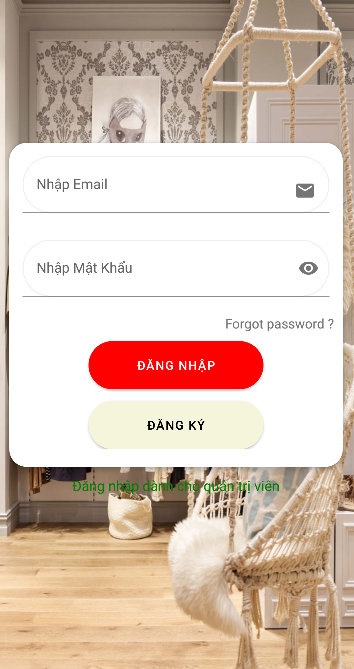 Nhập Email
Nhập Mật Khẩu
Forgot password ?
ĐĂNG NHẬP
ĐĂNG KÝ
Đăng nhập dành cho quản trị viên